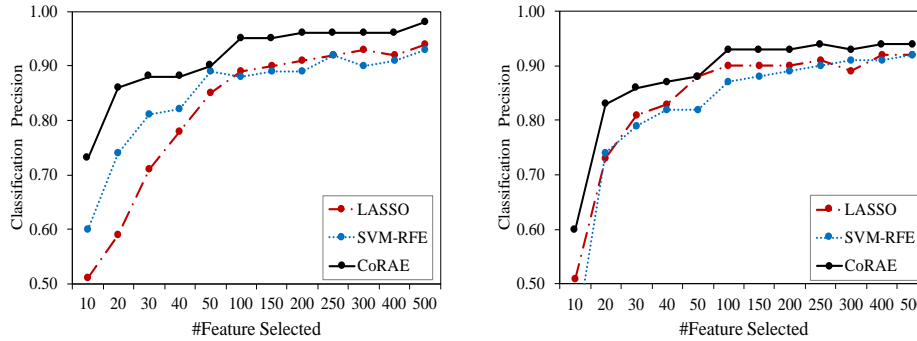 1.00
0.90
0.80
0.70
0.60
0.50
Classification Precision
LASSO
SVM-RFE
CoRAE
10 20 30 40 50 100 150 200 250 300 400 500
#Feature Selected
1.00
0.90
0.80
0.70
0.60
0.50
Classification Precision
LASSO
SVM-RFE
CoRAE
10 20 30 40 50 100 150 200 250 300 400 50
#Feature Selected